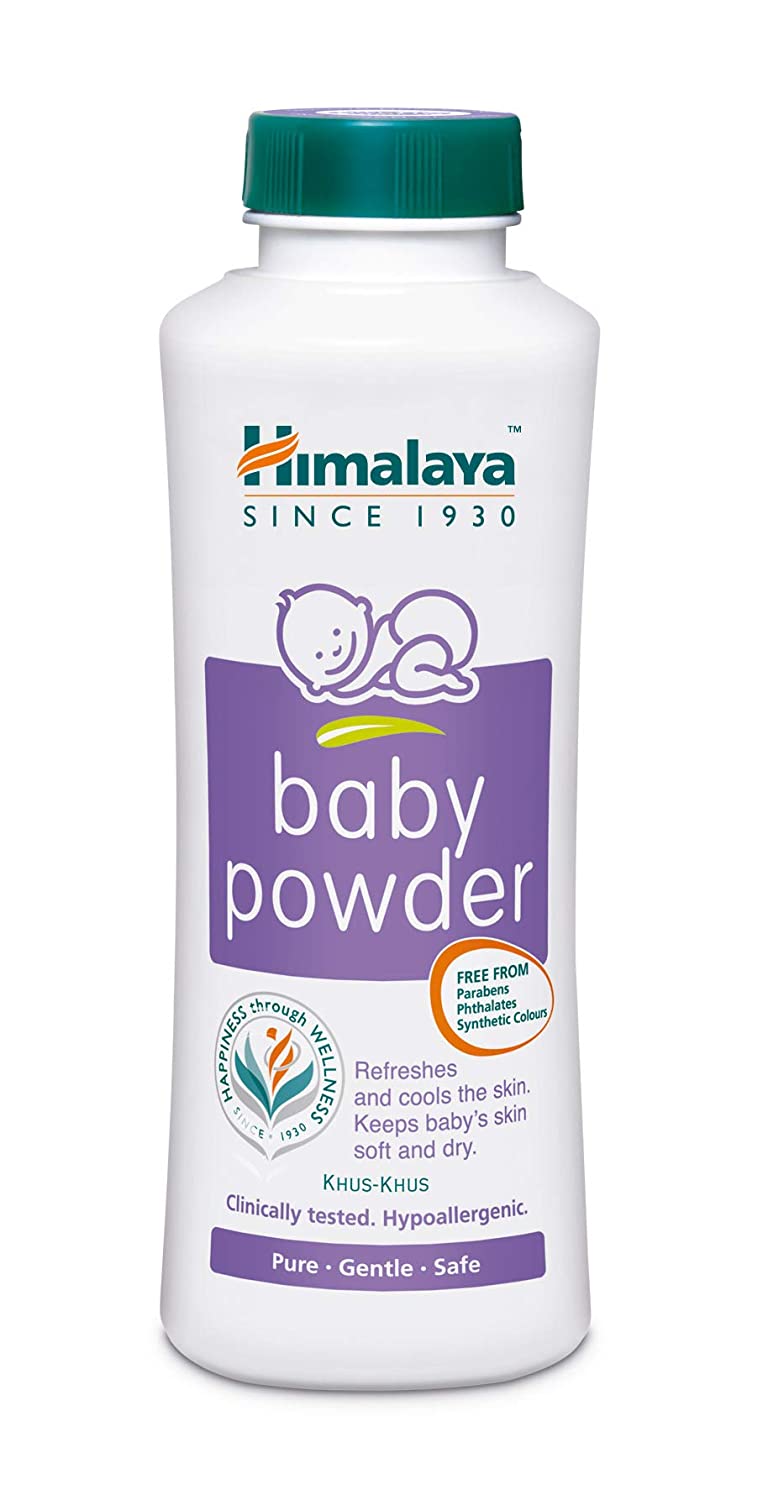 Himalaya™
SINCE 1930
baby
powder
FREE FROM
Parabens
Phthalates
Synthetic Colours
HAPPINESS through WELLNESS
SINCE • 1930
Refreshes
and cools the skin.
Keeps baby's skin
soft and dry.
KHUS-KHUS
Clinically tested. Hypoallergenic.
Pure · Gentle · Safe